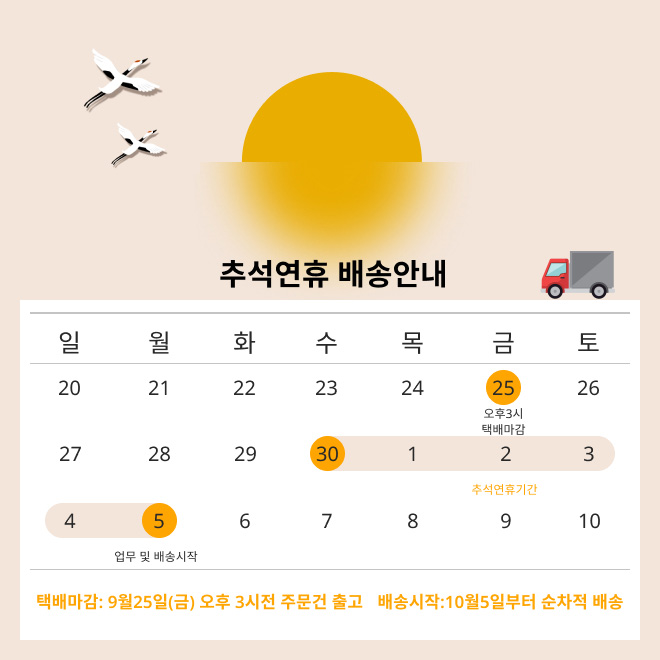 추석연휴 배송안내
일 월 화 수 목 금 토
20 21 22 23 24 25 26
오후3시
택배마감
27 28 29 30 1 2 3
추석연휴기간
4 5 6 7 8 9 10
업무 및 배송시작
택배마감: 9월25일(금) 오후 3시전 주문건 출고 배송시작:10월5일부터 순차적 배송